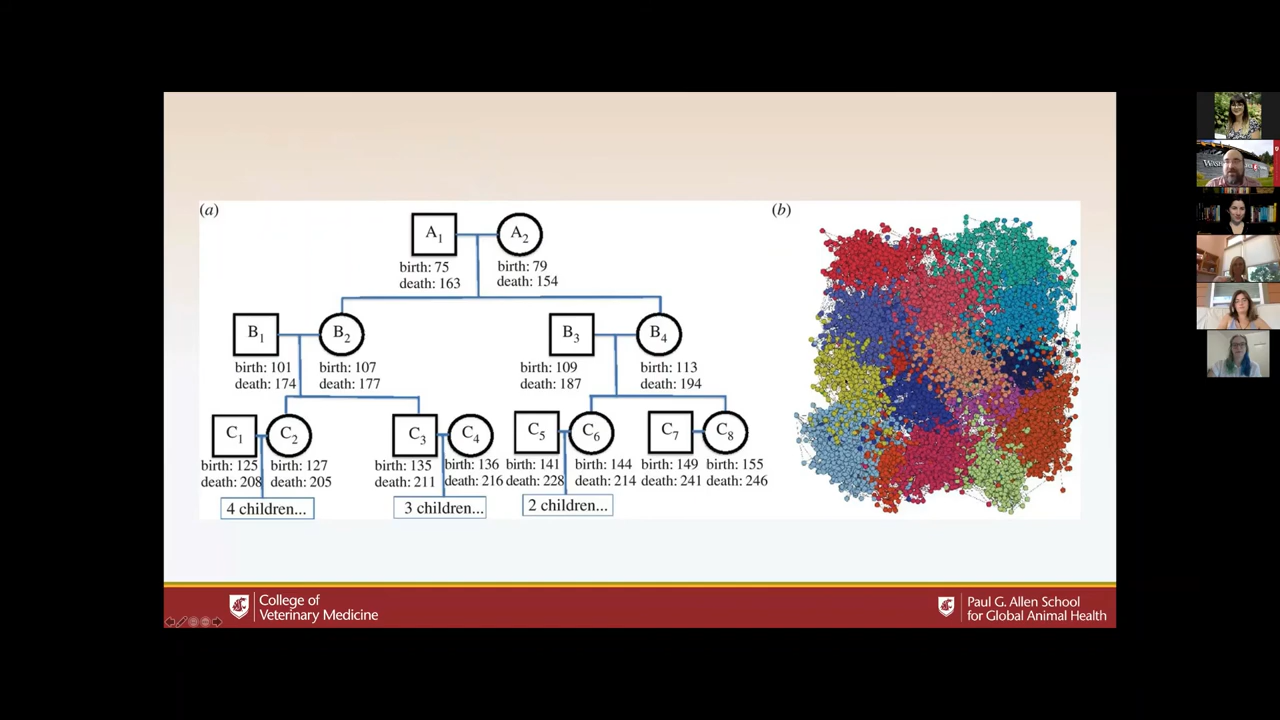 (a)
(b)
A1
A2
birth: 75
death: 163
birth: 79
death: 154
B1
B2
B3
B4
birth: 101
death: 174
birth: 107
death: 177
birth: 109
death: 187
birth: 113
death: 194
C1
C2
C3
C4
C5
C6
C7
C8
birth: 125
death: 208
birth: 127
death: 205
birth: 135
death: 211
birth: 136
death: 216
birth: 141
death: 228
birth: 144
death: 214
birth: 149
death: 241
birth: 155
death: 246
4 children...
3 children...
2 children...
College of
Veterinary Medicine
Paul G. Allen School
for Global Animal Health